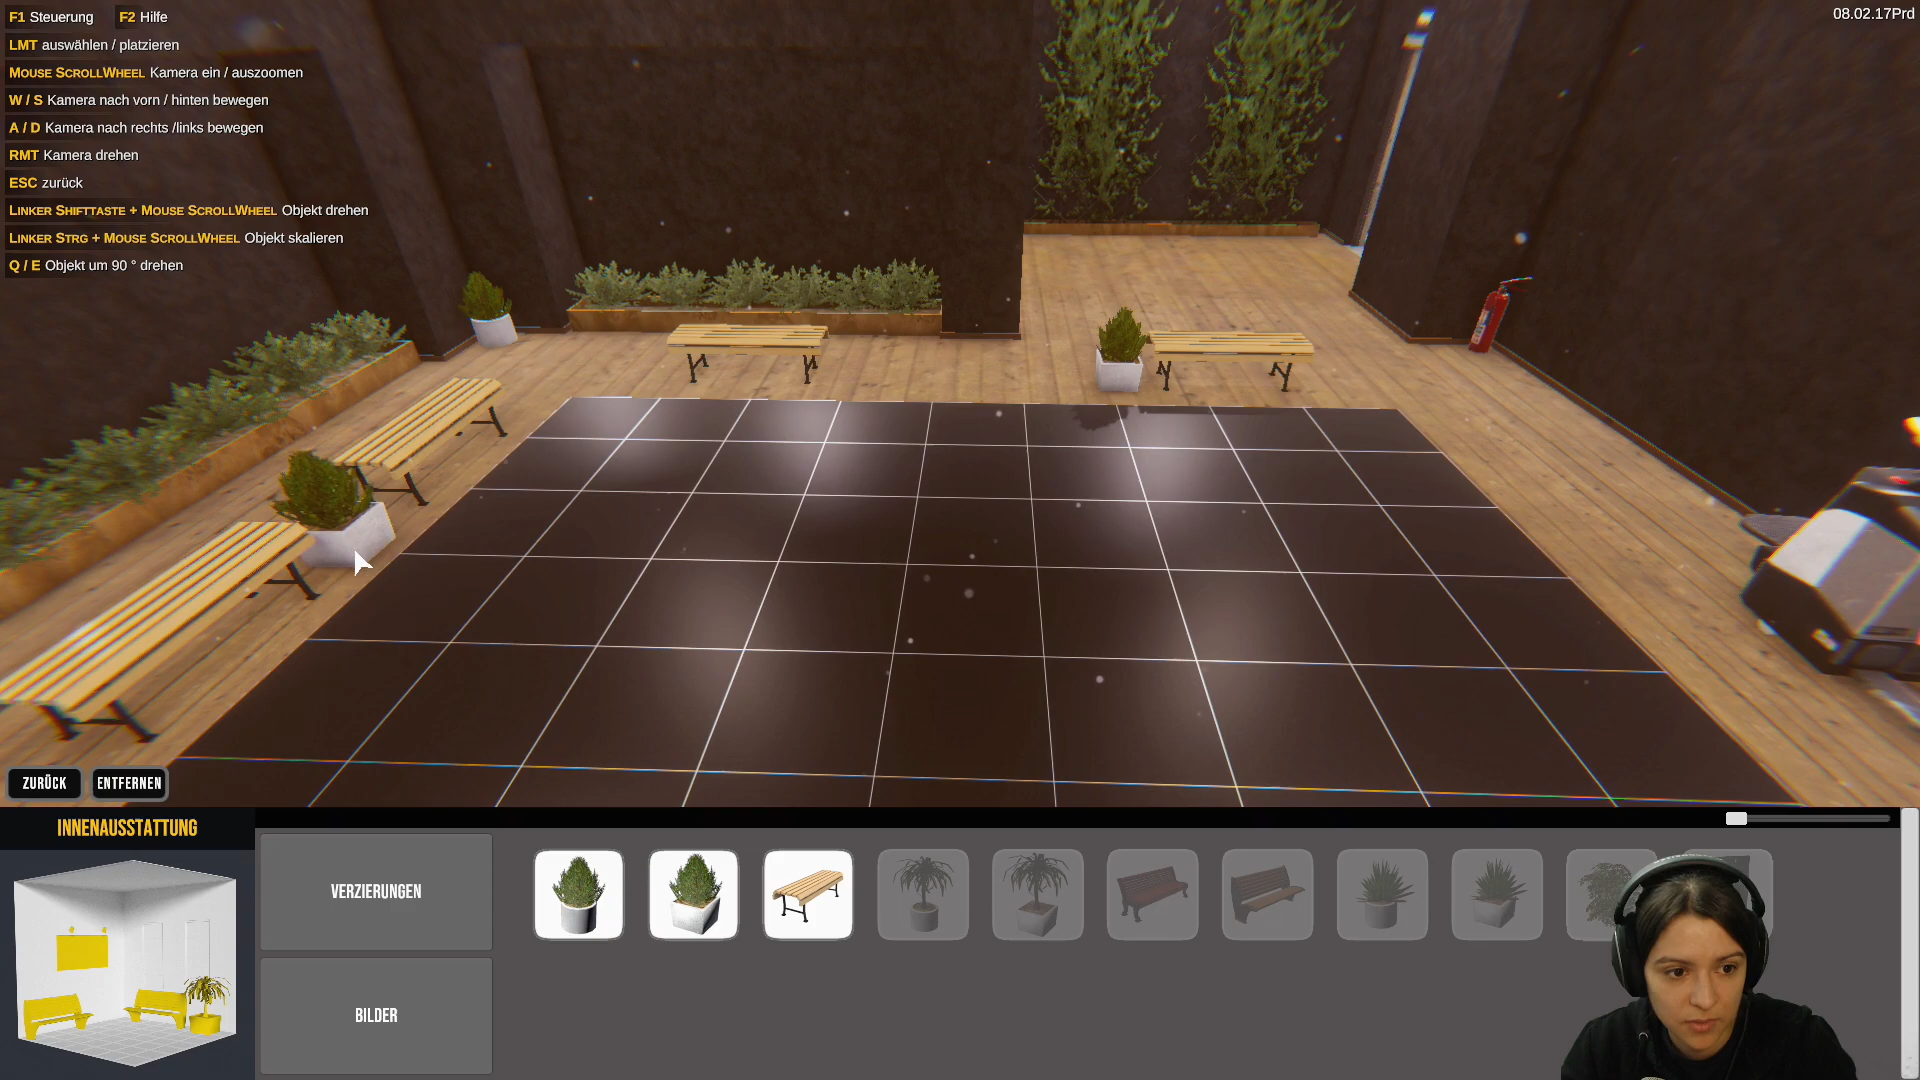 F1 Steuerung F2 Hilfe
08.02.17Prd
LMT auswählen / platzieren
Mouse ScrollWheel Kamera ein / auszoomen
W / S Kamera nach vorn / hinten bewegen
A / D Kamera nach rechts /links bewegen
RMT Kamera drehen
ESC zurück
Linker Shifttaste + Mouse ScrollWheel Objekt drehen
Linker Strg + Mouse ScrollWheel Objekt skalieren
Q / E Objekt um 90 ° drehen
ZURÜCK ENTFERNEN
INNENAUSSTATTUNG
VERZIERUNGEN
BILDER